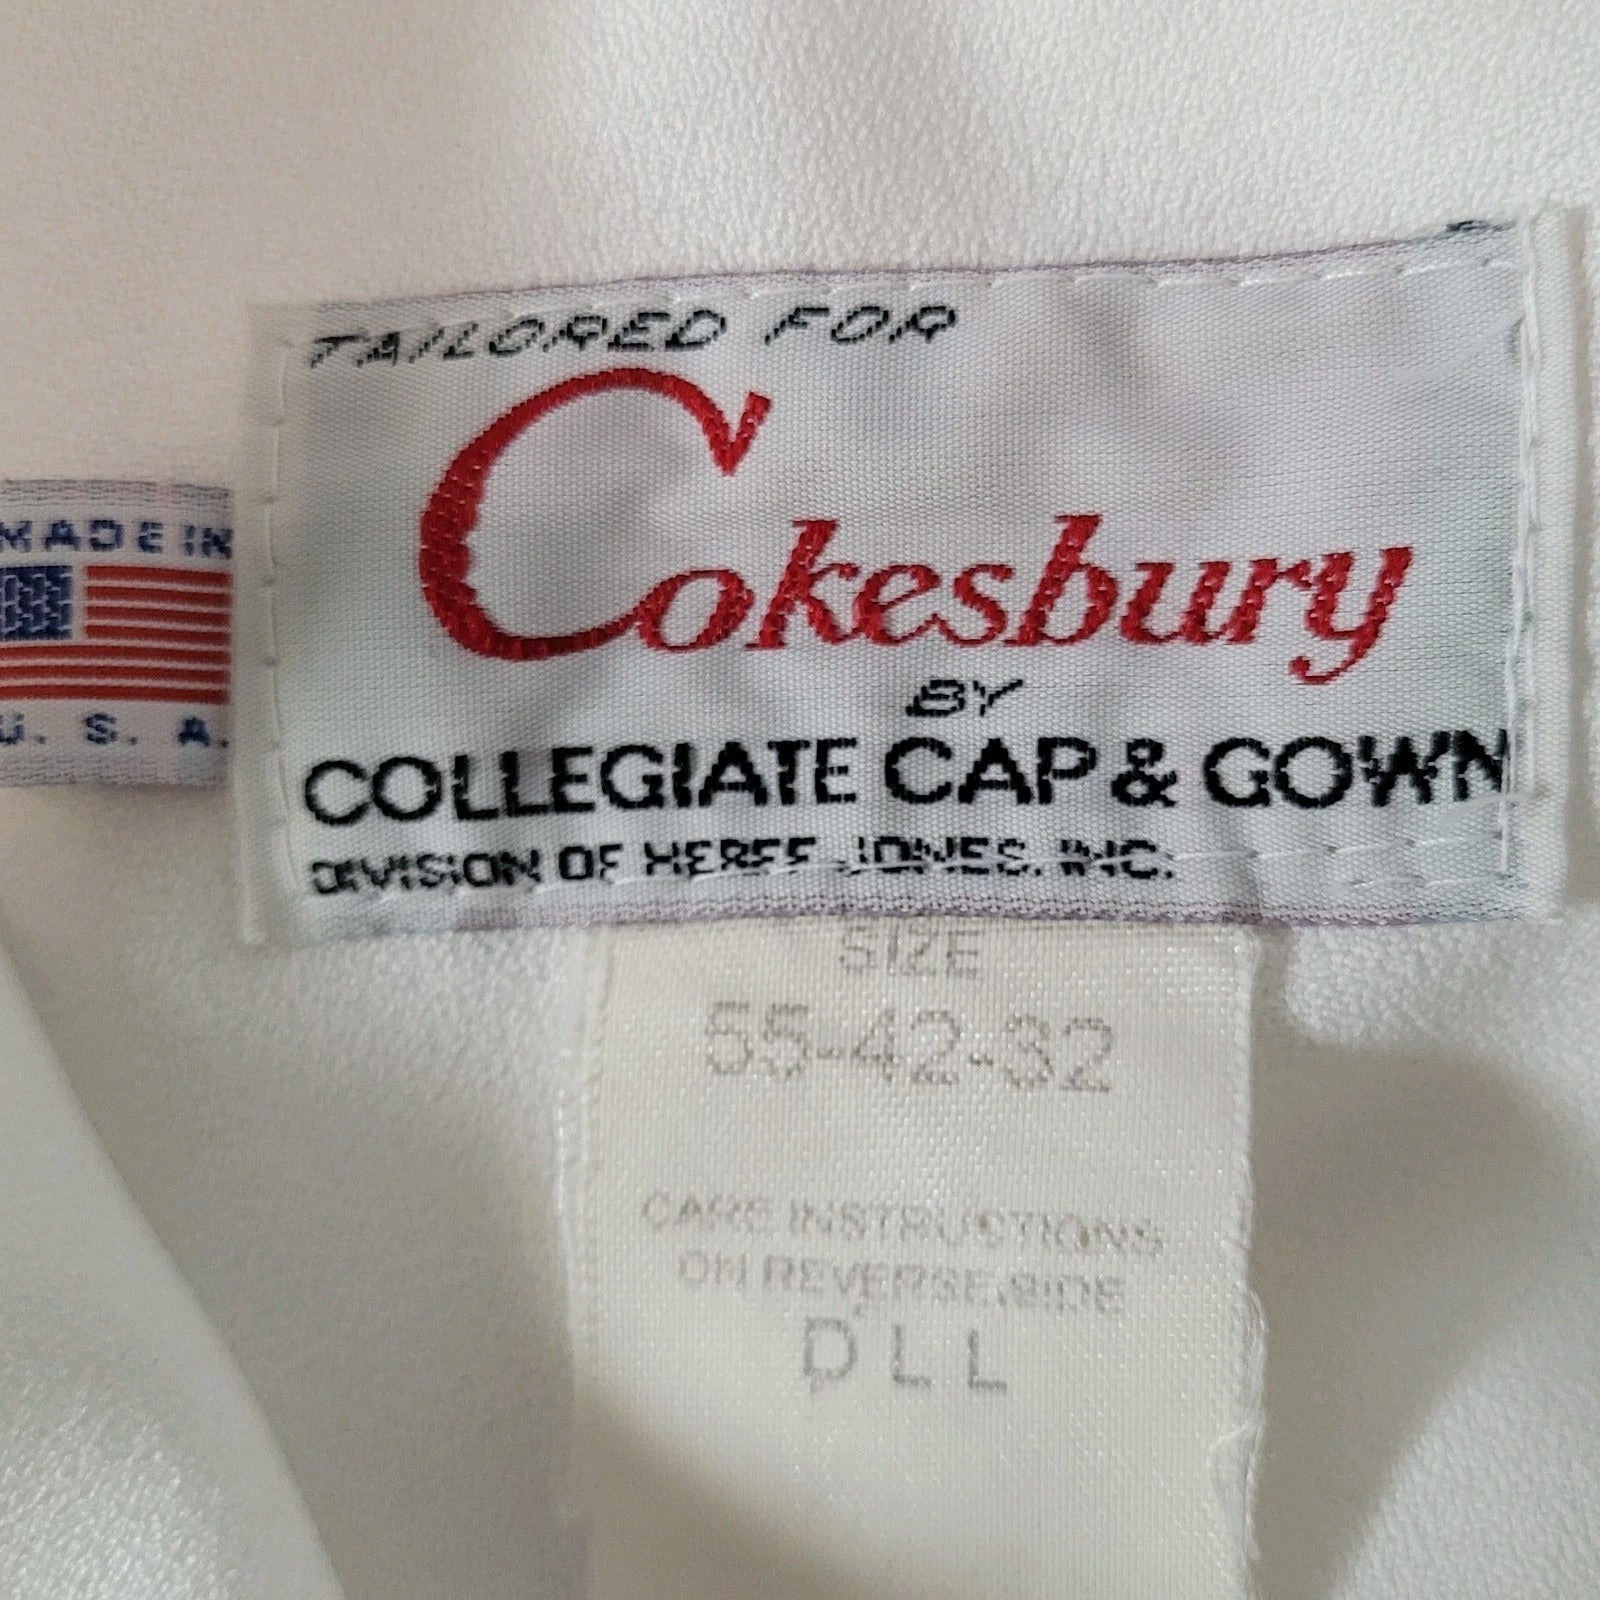 TAILORED FOR
Cokesbury
BY
COLLEGIATE CAP & GOWN
DIVISION OF HERFF JONES, INC.
MADE IN
U. S. A.
SIZE
55-42-32
CARE INSTRUCTIONS
ON REVERSE SIDE
D L L